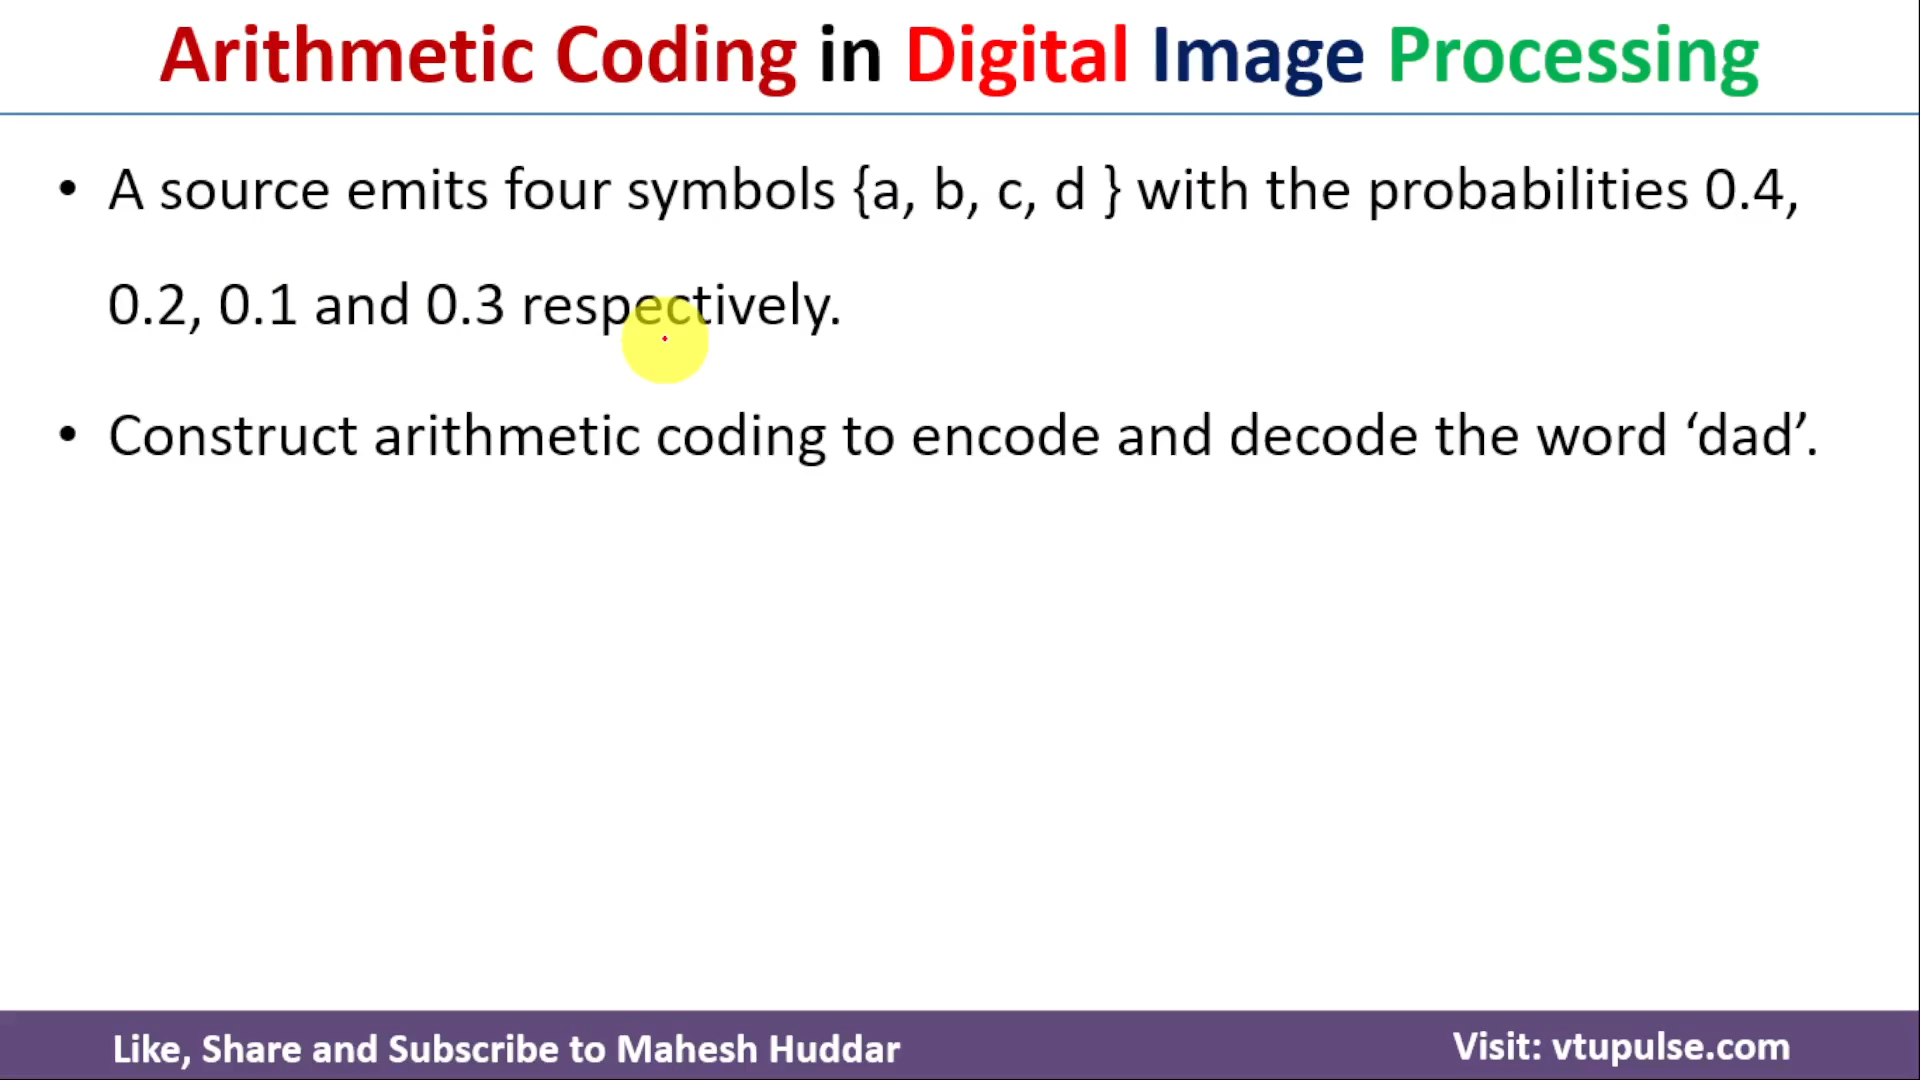 Arithmetic Coding in Digital Image Processing
• A source emits four symbols {a, b, c, d } with the probabilities 0.4,
0.2, 0.1 and 0.3 respectively.
• Construct arithmetic coding to encode and decode the word ‘dad’.
Like, Share and Subscribe to Mahesh Huddar
Visit: vtupulse.com